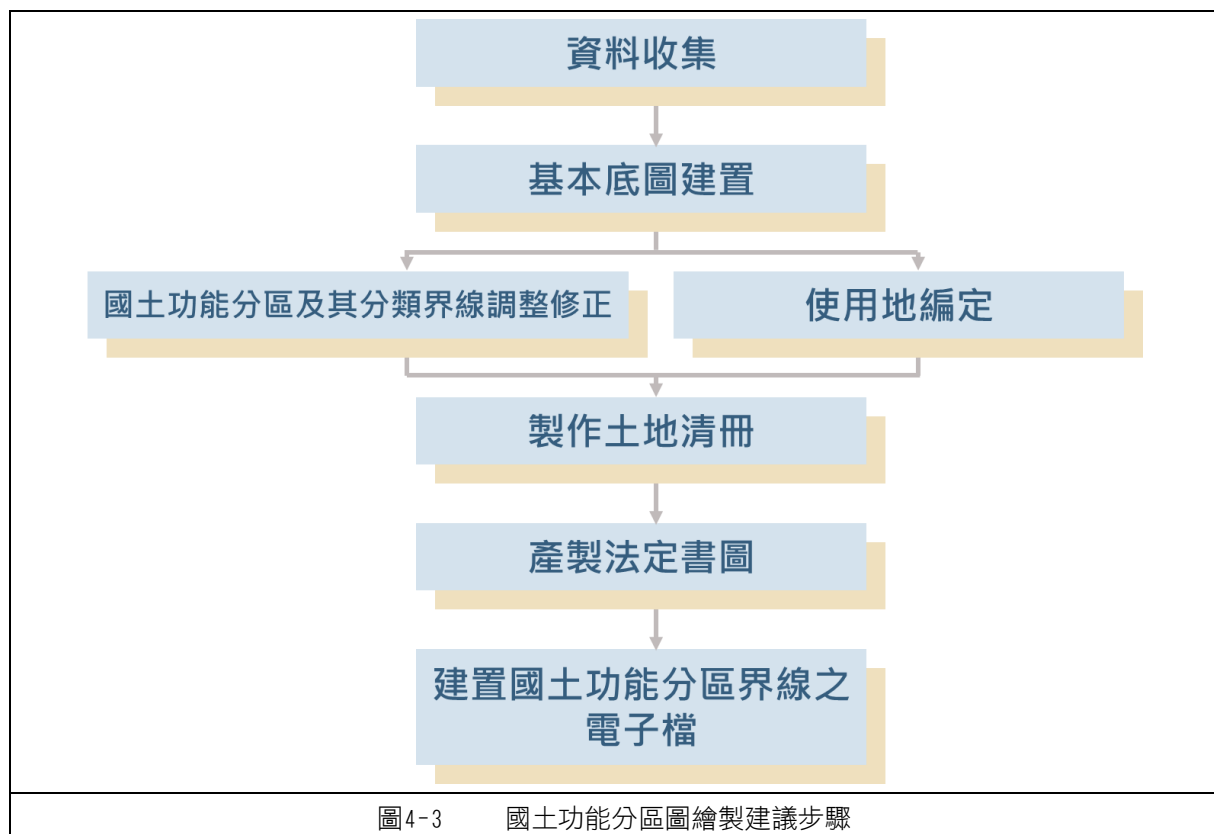 資料收集
基本底圖建置
國土功能分區及其分類界線調整修正
使用地編定
製作土地清冊
產製法定書圖
建置國土功能分區界線之
電子檔
圖4-3 國土功能分區圖繪製建議步驟